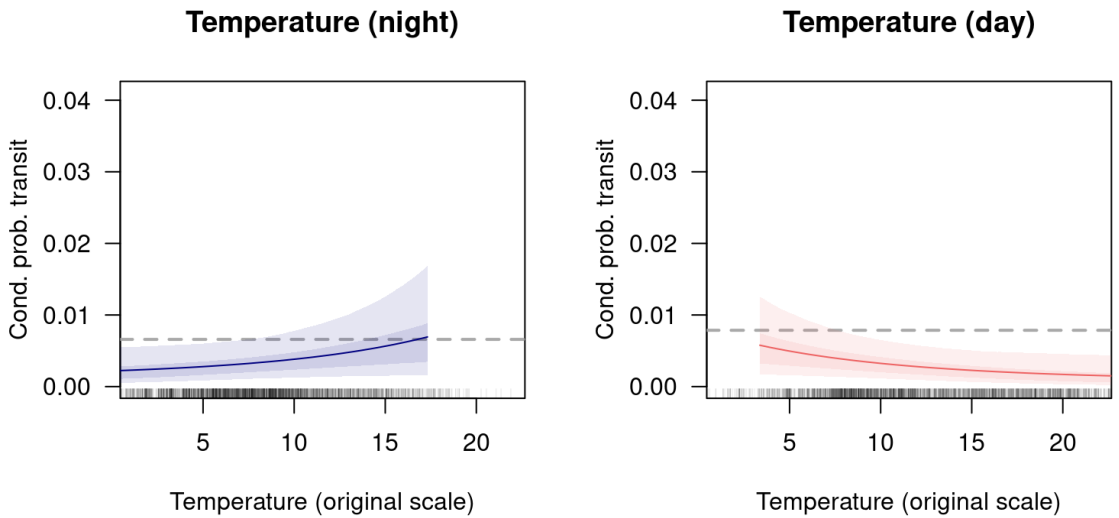 Temperature (night)
Cond. prob. transit
0.04
0.03
0.02
0.01
0.00
5 10 15 20
Temperature (original scale)
Temperature (day)
Cond. prob. transit
0.04
0.03
0.02
0.01
0.00
5 10 15 20
Temperature (original scale)